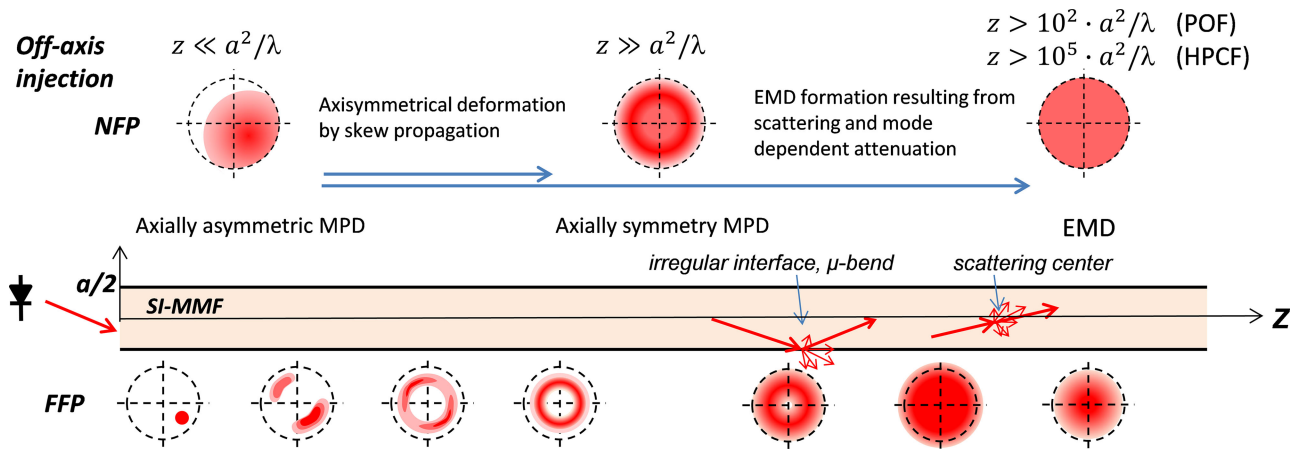 Off-axis
injection
z ≪ a²/λ
z ≫ a²/λ
z > 10² · a²/λ (POF)
z > 10⁵ · a²/λ (HPCF)
NFP
Axisymmetrical deformation
by skew propagation
EMD formation resulting from
scattering and mode
dependent attenuation
Axially asymmetric MPD
Axially symmetry MPD
EMD
irregular interface, μ-bend
scattering center
a/2
SI-MMF
Z
FFP